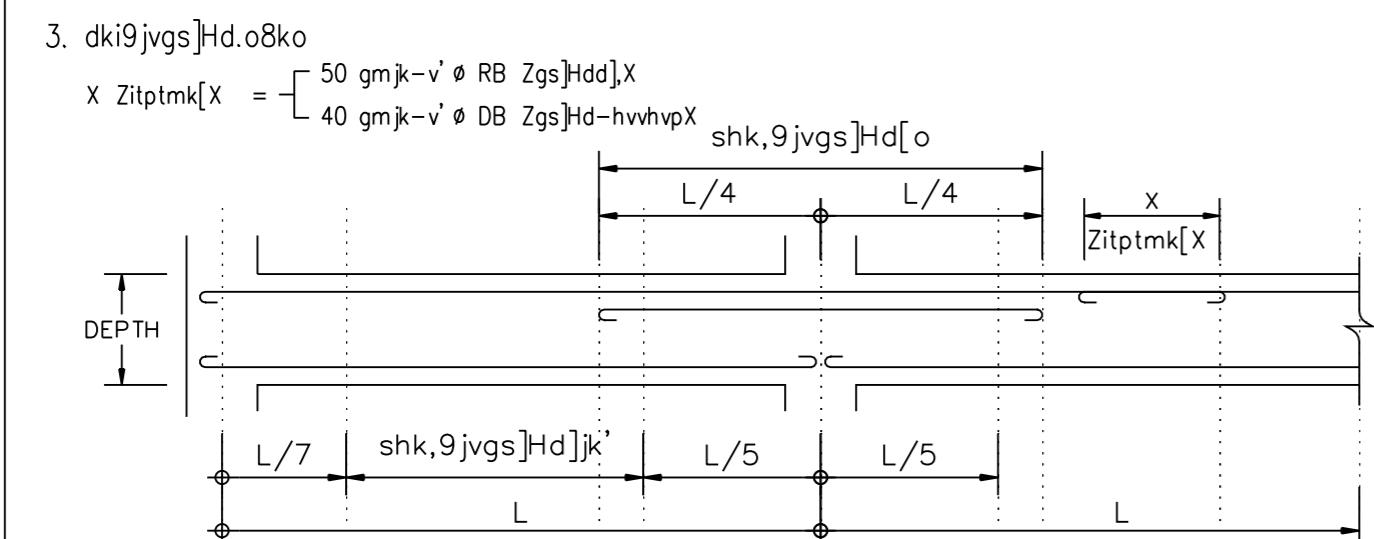 3. dki9jvgs]Hd.o8ko
X Zitptmk[X =
50 gmjk-v' ø RB Zgs]Hdd],X
40 gmjk-v' ø DB Zgs]Hd-hvvhvpX
shk,9jvgs]Hd[o
L/4 L/4
X
Zitptmk[X
DEPTH
L/7 shk,9jvgs]Hd]jk' L/5 L/5
L L